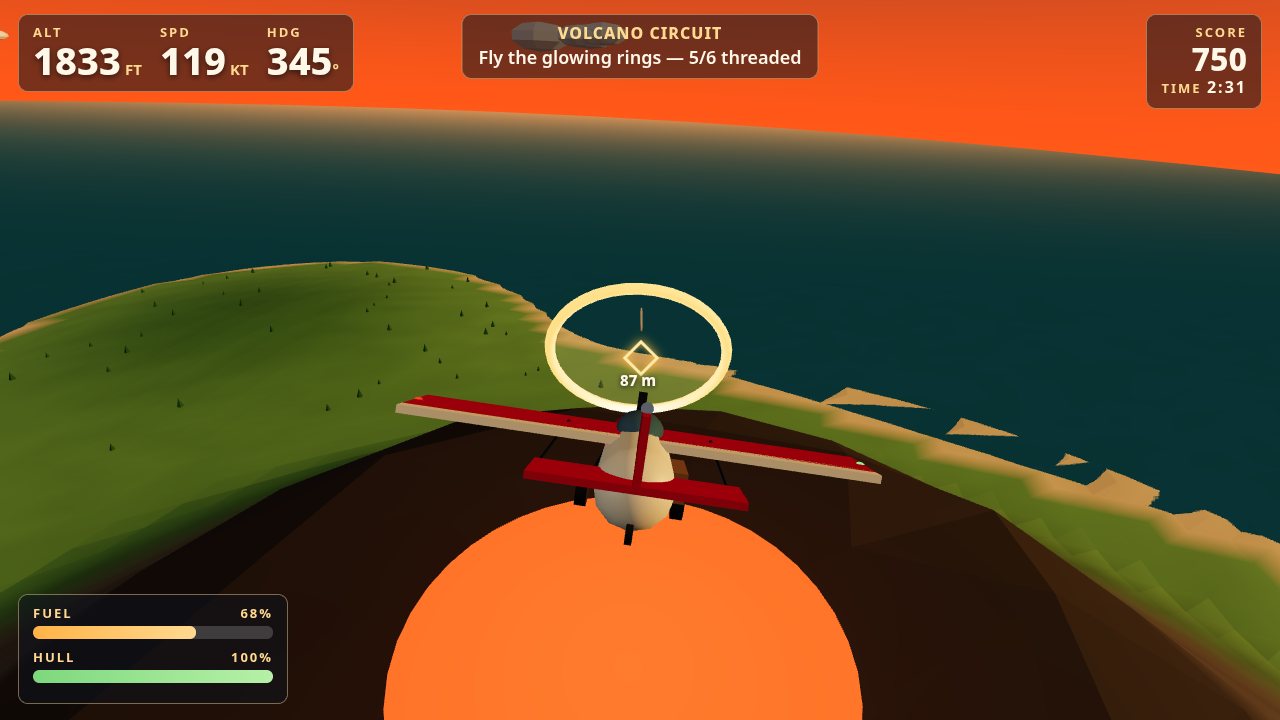 ALT SPD HDG
1833 FT 119 KT 345°
VOLCANO CIRCUIT
Fly the glowing rings — 5/6 threaded
SCORE
750
TIME 2:31
87 m
FUEL 68%
HULL 100%